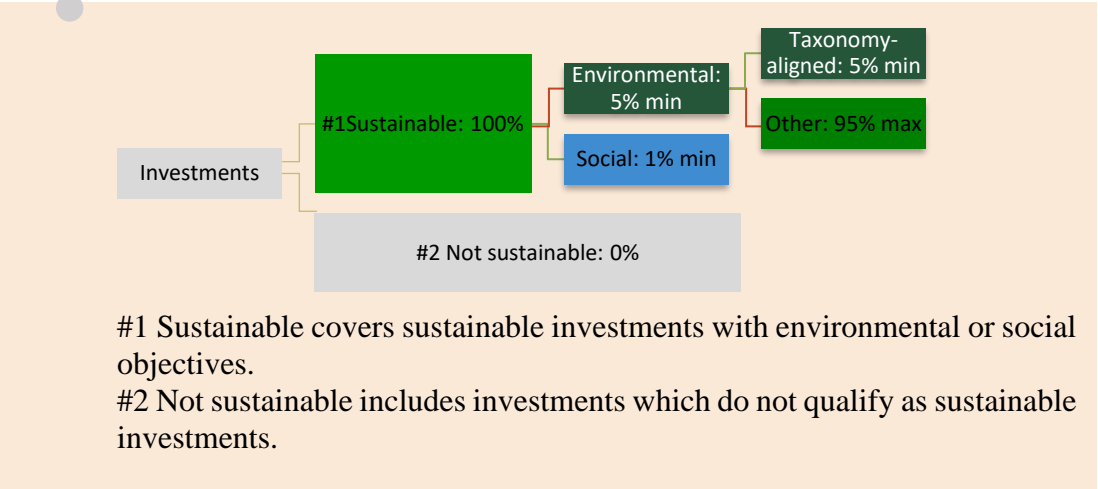 Taxonomy-
aligned: 5% min
Environmental:
5% min
#1Sustainable: 100%
Other: 95% max
Social: 1% min
Investments
#2 Not sustainable: 0%
#1 Sustainable covers sustainable investments with environmental or social
objectives.
#2 Not sustainable includes investments which do not qualify as sustainable
investments.